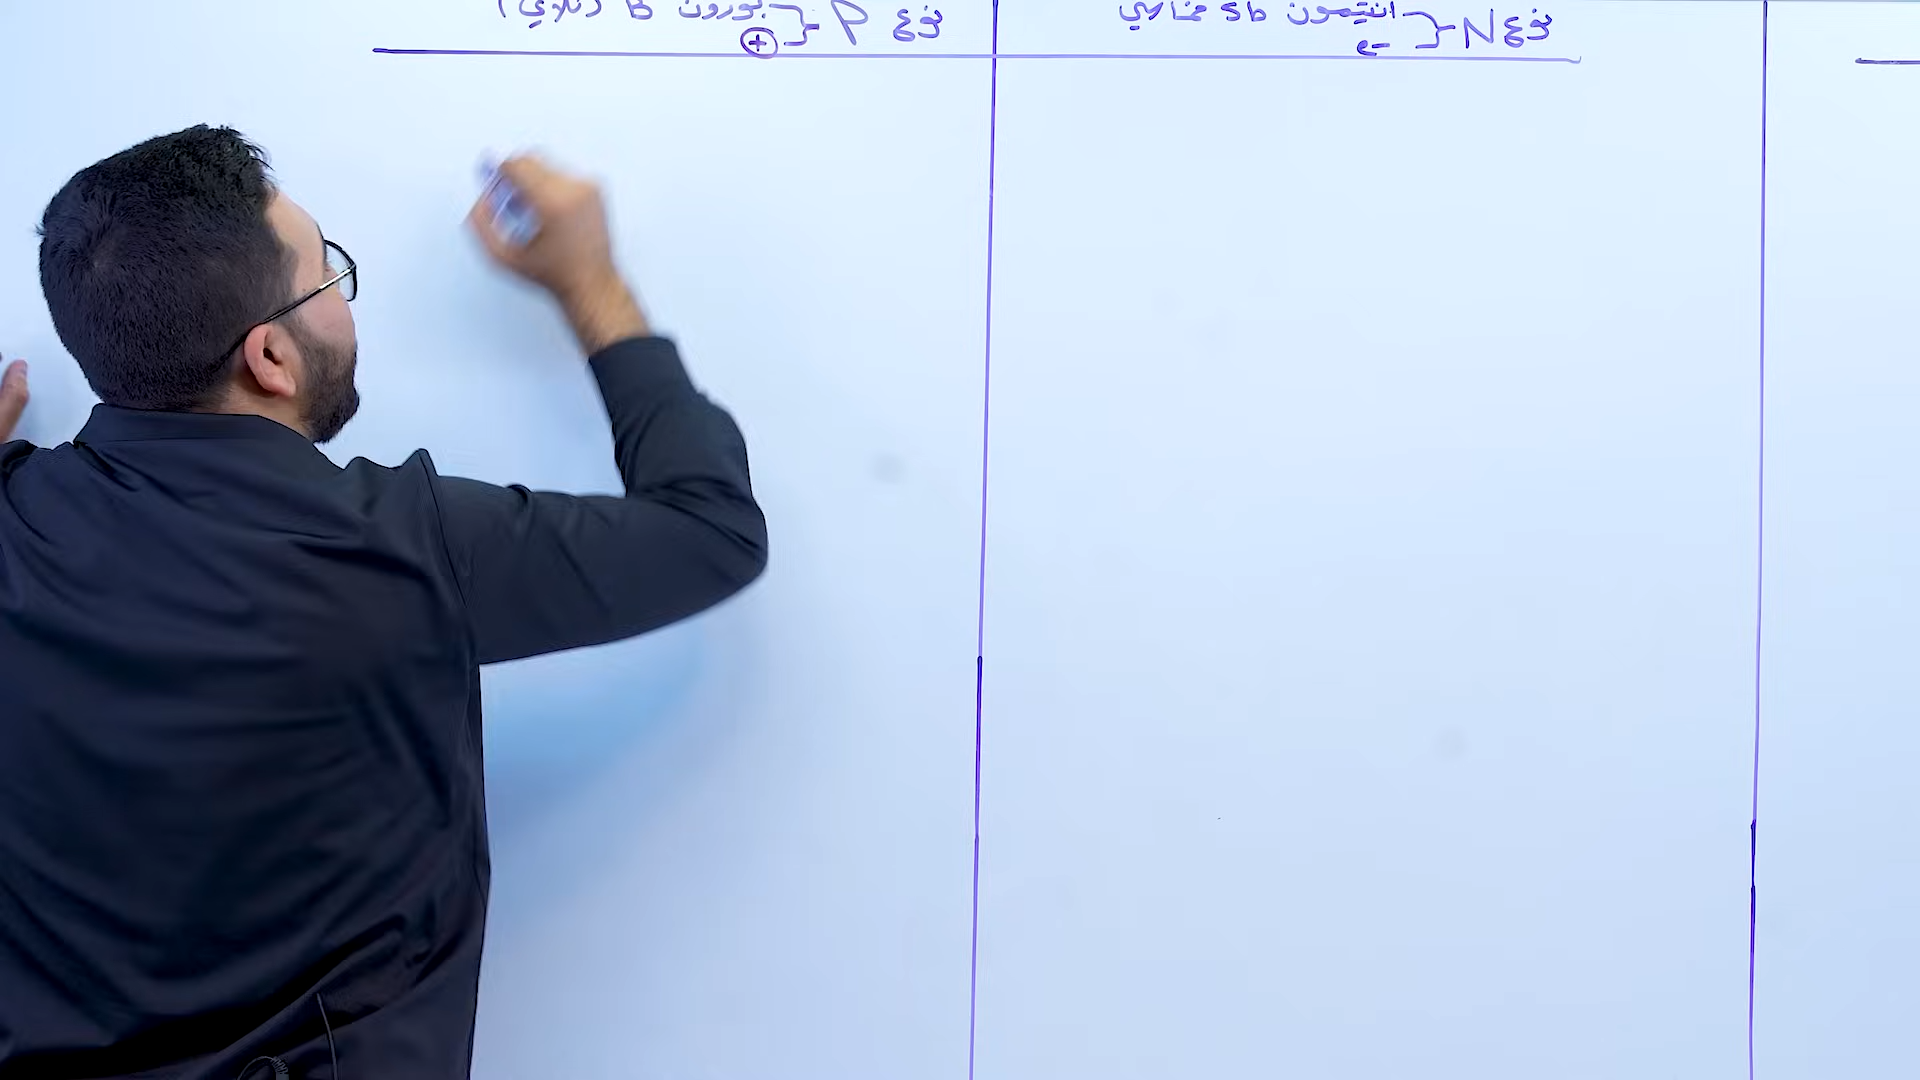 نوع N { انتيمون Sb خماسي
e-
نوع P { بورون B (ثلاثي)
+